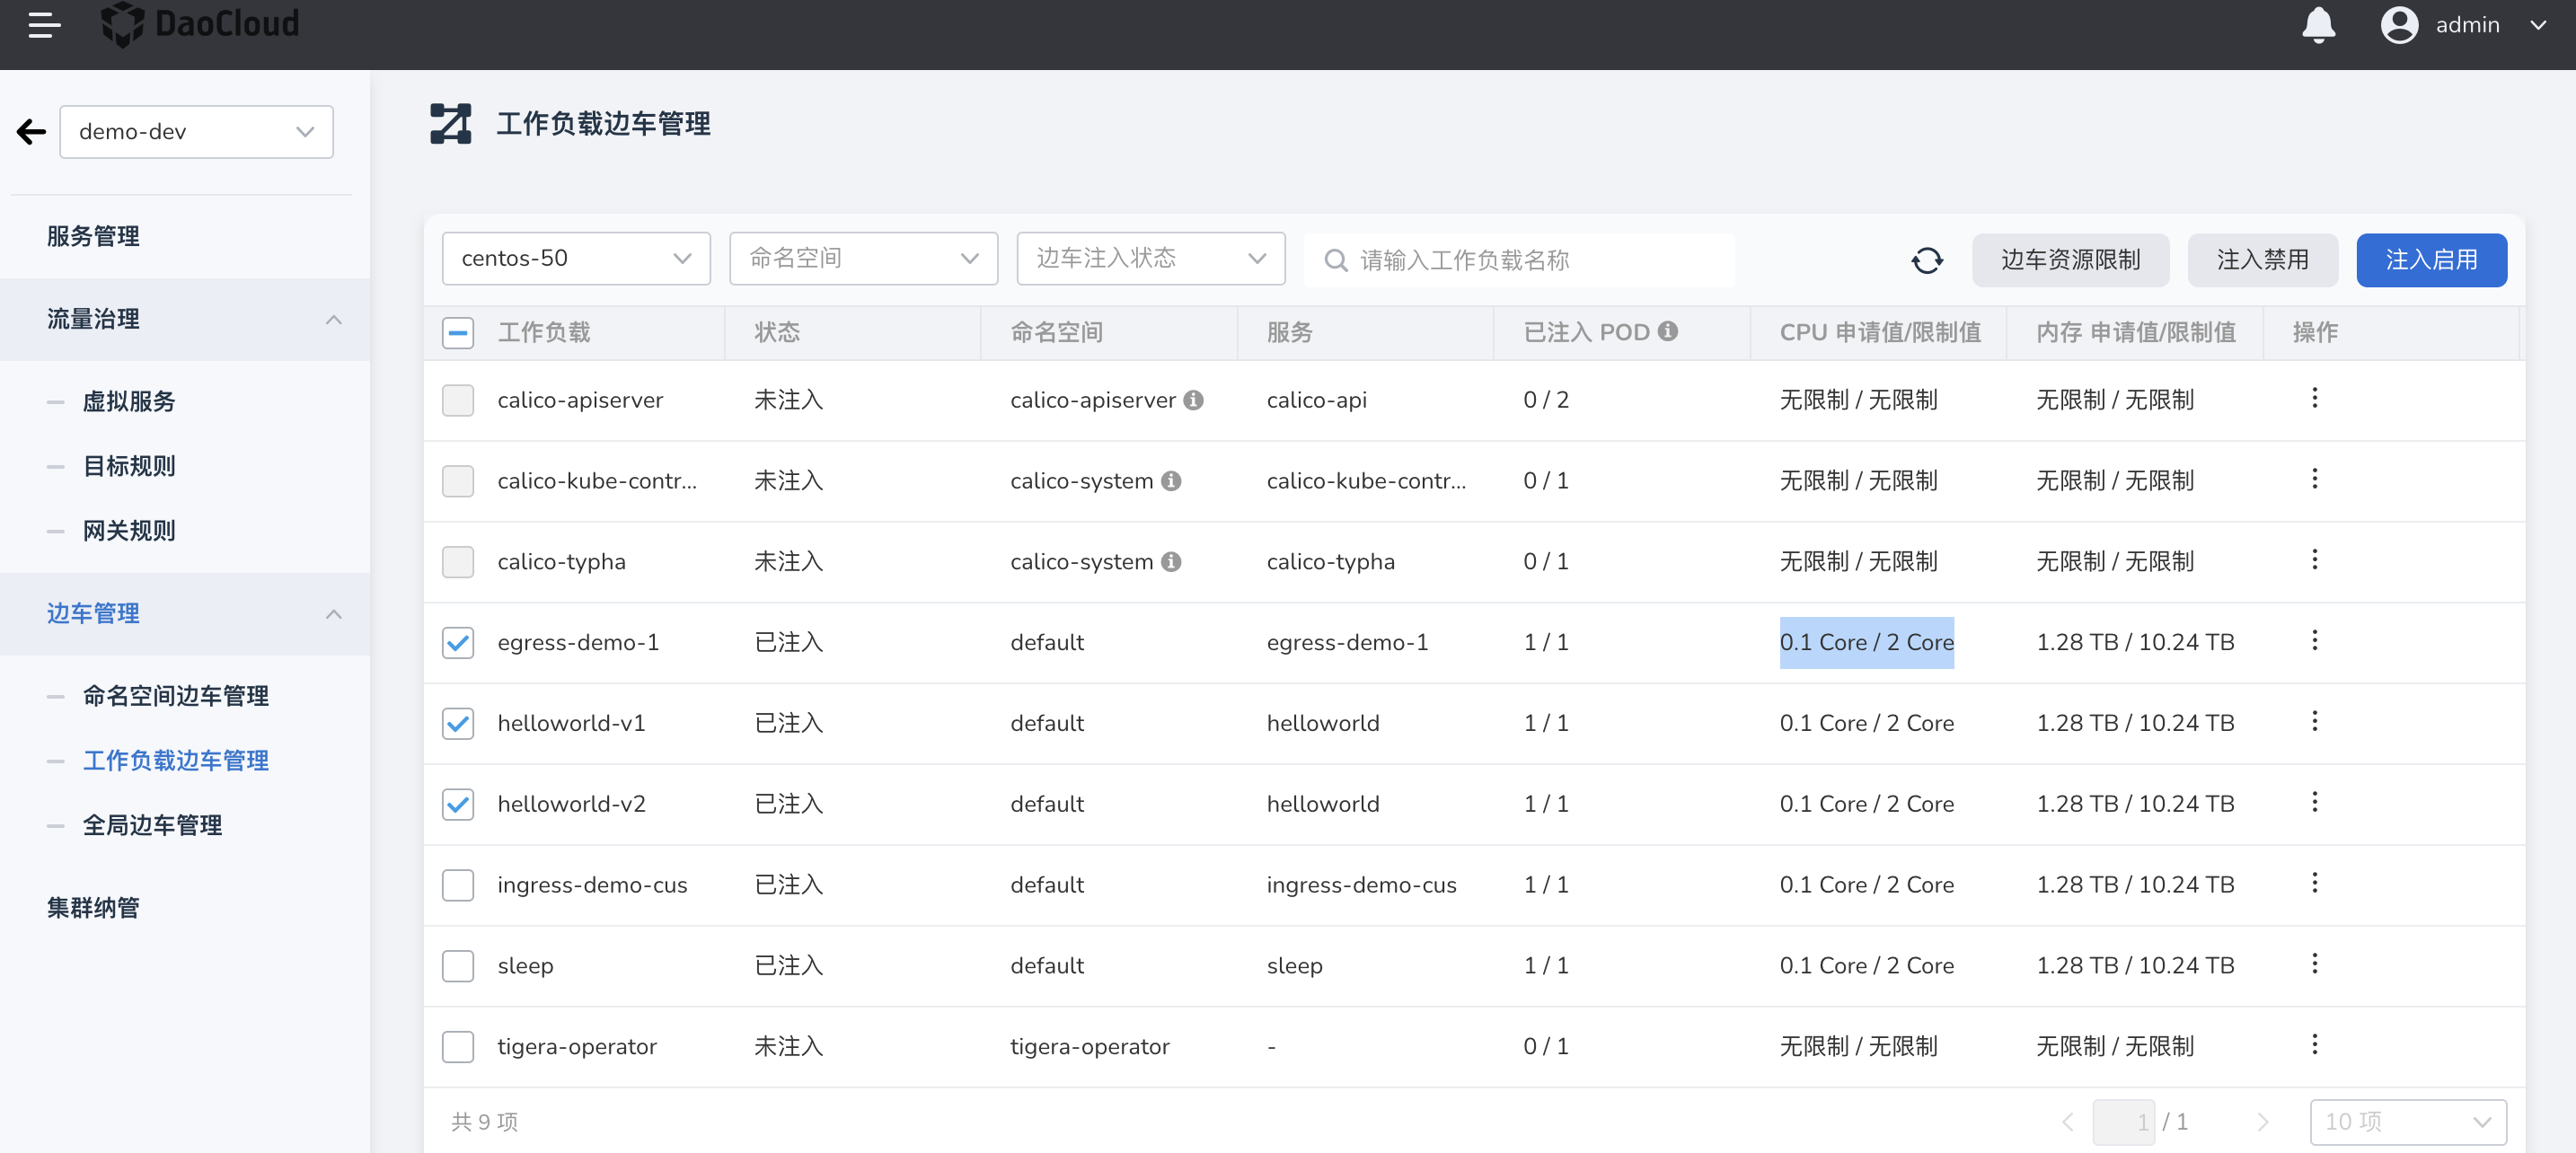 DaoCloud
admin
demo-dev
服务管理
流量治理
虚拟服务
目标规则
网关规则
边车管理
命名空间边车管理
工作负载边车管理
全局边车管理
集群纳管
工作负载边车管理
centos-50 命名空间 边车注入状态 请输入工作负载名称 边车资源限制 注入禁用 注入启用
工作负载 状态 命名空间 服务 已注入 POD CPU 申请值/限制值 内存 申请值/限制值 操作
calico-apiserver 未注入 calico-apiserver calico-api 0 / 2 无限制 / 无限制 无限制 / 无限制
calico-kube-contr... 未注入 calico-system calico-kube-contr... 0 / 1 无限制 / 无限制 无限制 / 无限制
calico-typha 未注入 calico-system calico-typha 0 / 1 无限制 / 无限制 无限制 / 无限制
egress-demo-1 已注入 default egress-demo-1 1 / 1 0.1 Core / 2 Core 1.28 TB / 10.24 TB
helloworld-v1 已注入 default helloworld 1 / 1 0.1 Core / 2 Core 1.28 TB / 10.24 TB
helloworld-v2 已注入 default helloworld 1 / 1 0.1 Core / 2 Core 1.28 TB / 10.24 TB
ingress-demo-cus 已注入 default ingress-demo-cus 1 / 1 0.1 Core / 2 Core 1.28 TB / 10.24 TB
sleep 已注入 default sleep 1 / 1 0.1 Core / 2 Core 1.28 TB / 10.24 TB
tigera-operator 未注入 tigera-operator - 0 / 1 无限制 / 无限制 无限制 / 无限制
共 9 项 1 / 1 10 项